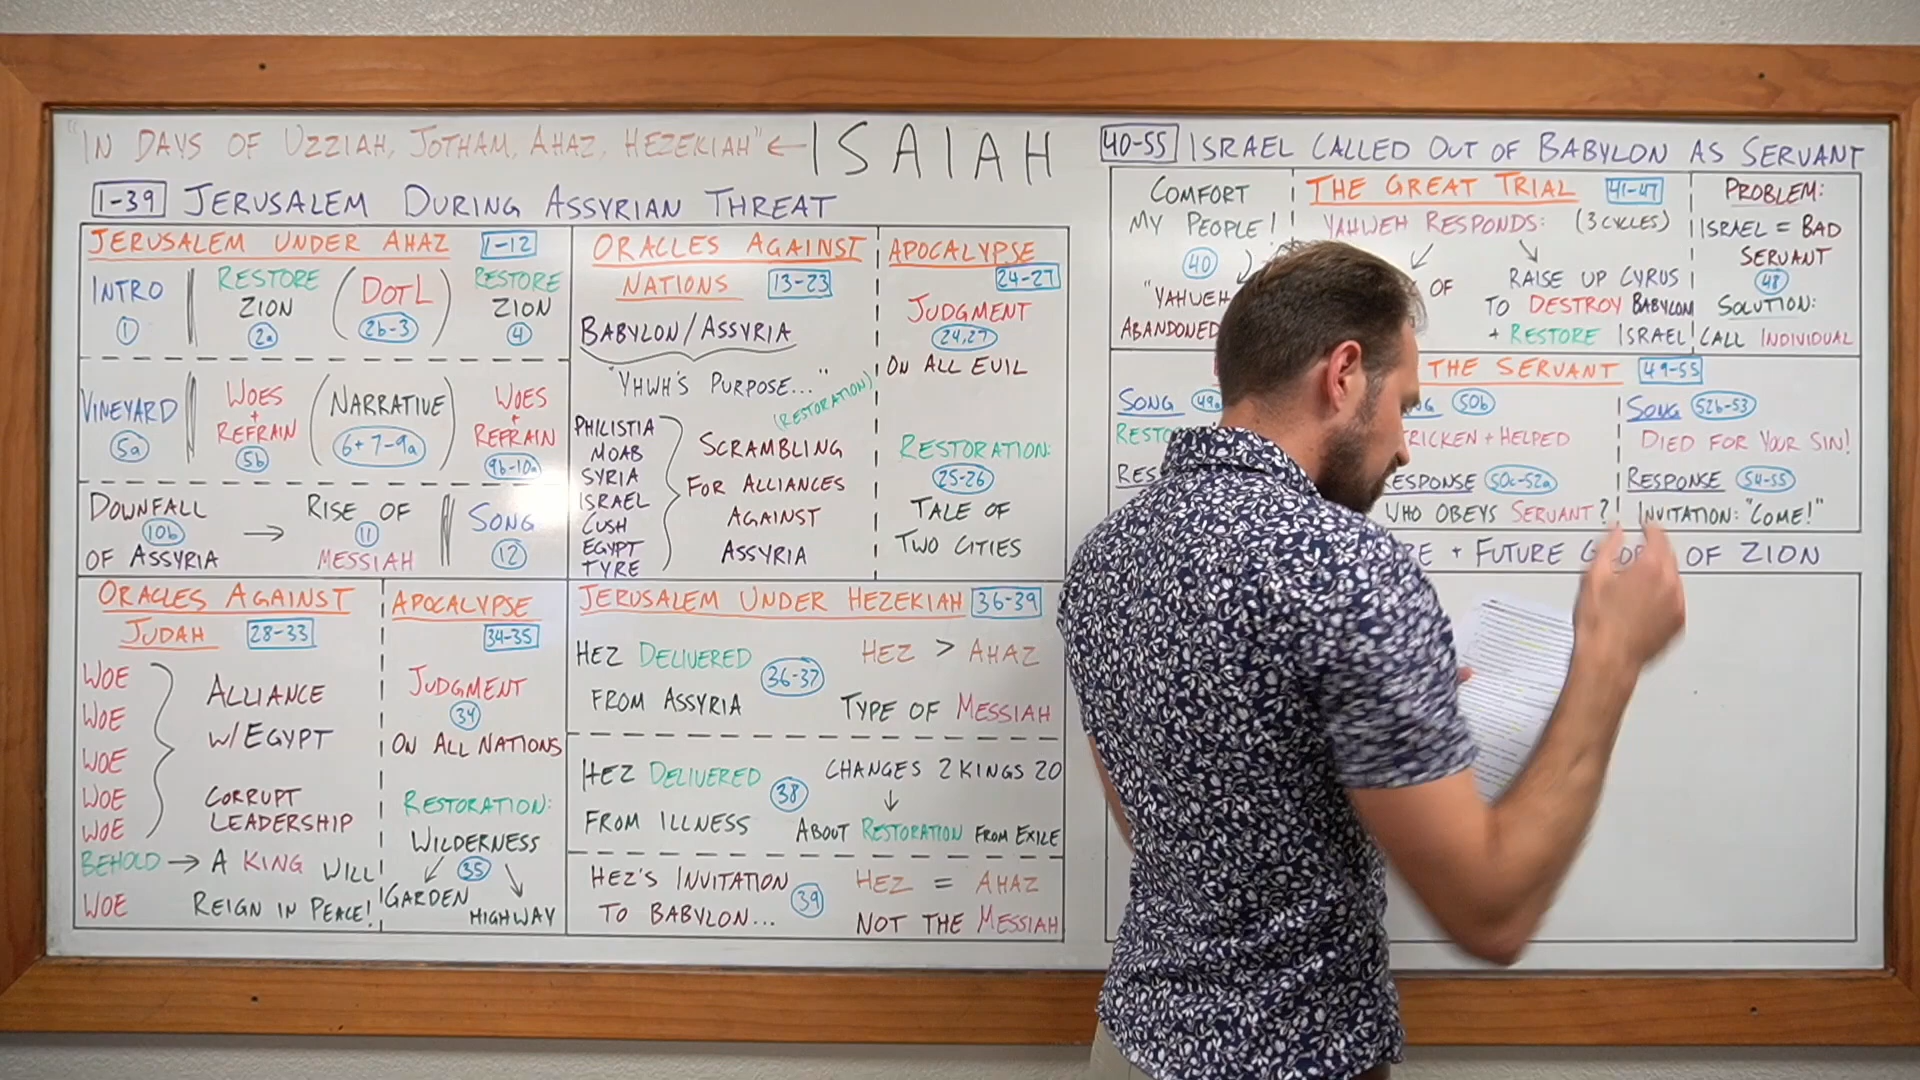 "IN DAYS OF UZZIAH, JOTHAM, AHAZ, HEZEKIAH" ← ISAIAH
1-39 JERUSALEM DURING ASSYRIAN THREAT
JERUSALEM UNDER AHAZ 1-12
INTRO
1
RESTORE
ZION
2a
(DOTL)
2b-3
RESTORE
ZION
4
VINEYARD
5a
WOES
+
REFRAIN
5b
(NARRATIVE)
6+7-9a
WOES
+
REFRAIN
9b-10a
DOWNFALL
10b
OF ASSYRIA
→
RISE OF
11
MESSIAH
SONG
12
ORACLES AGAINST
NATIONS 13-23
BABYLON/ASSYRIA
"YHWH'S PURPOSE..."
(RESTORATION)
PHILISTIA
MOAB
SYRIA
ISRAEL
CUSH
EGYPT
TYRE
SCRAMBLING
FOR ALLIANCES
AGAINST
ASSYRIA
APOCALYPSE
24-27
JUDGMENT
24,27
ON ALL EVIL
RESTORATION:
25-26
TALE OF
TWO CITIES
ORACLES AGAINST
JUDAH 28-33
WOE
WOE
WOE
WOE
WOE
ALLIANCE
W/EGYPT
CORRUPT
LEADERSHIP
BEHOLD → A KING WILL
REIGN IN PEACE!
WOE
APOCALYPSE
34-35
JUDGMENT
34
ON ALL NATIONS
RESTORATION:
WILDERNESS
35
GARDEN
HIGHWAY
JERUSALEM UNDER HEZEKIAH 36-39
HEZ DELIVERED
FROM ASSYRIA
36-37
HEZ > AHAZ
TYPE OF MESSIAH
HEZ DELIVERED
FROM ILLNESS
38
CHANGES 2 KINGS 20
↓
ABOUT RESTORATION FROM EXILE
HEZ'S INVITATION
TO BABYLON...
39
HEZ = AHAZ
NOT THE MESSIAH
40-55 ISRAEL CALLED OUT OF BABYLON AS SERVANT
COMFORT
MY PEOPLE!
40
"YAHWEH
ABANDONED
THE GREAT TRIAL 41-47
YAHWEH RESPONDS: (3 CYCLES)
OF
RAISE UP CYRUS
TO DESTROY BABYLON
+ RESTORE ISRAEL
PROBLEM:
ISRAEL = BAD
SERVANT
48
SOLUTION:
CALL INDIVIDUAL
THE SERVANT 49-55
SONG 49a
50b
RICKEN + HELPED
RESPONSE 50c-52a
WHO OBEYS SERVANT?
SONG 52b-53
DIED FOR YOUR SIN!
RESPONSE 54-55
INVITATION: "COME!"
+ FUTURE OF ZION